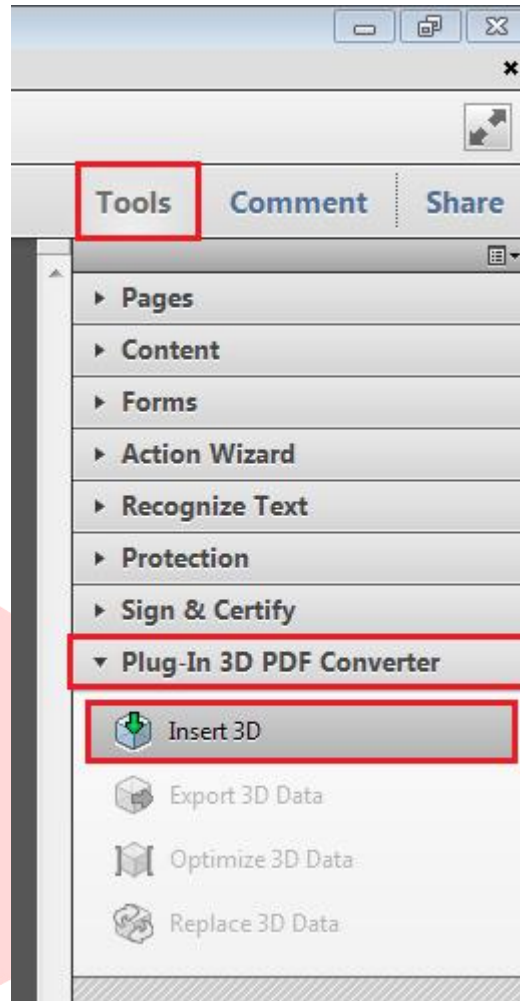 Tools Comment Share
Pages
Content
Forms
Action Wizard
Recognize Text
Protection
Sign & Certify
Plug-In 3D PDF Converter
Insert 3D
Export 3D Data
Optimize 3D Data
Replace 3D Data